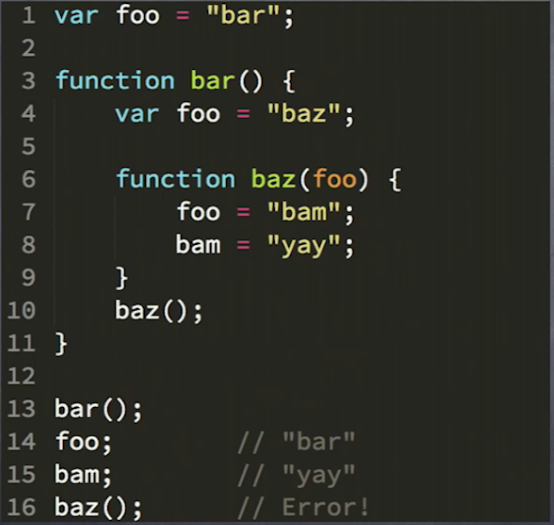 1 var foo = "bar";
2
3 function bar() {
4     var foo = "baz";
5
6     function baz(foo) {
7         foo = "bam";
8         bam = "yay";
9     }
10     baz();
11 }
12
13 bar();
14 foo;        // "bar"
15 bam;        // "yay"
16 baz();      // Error!